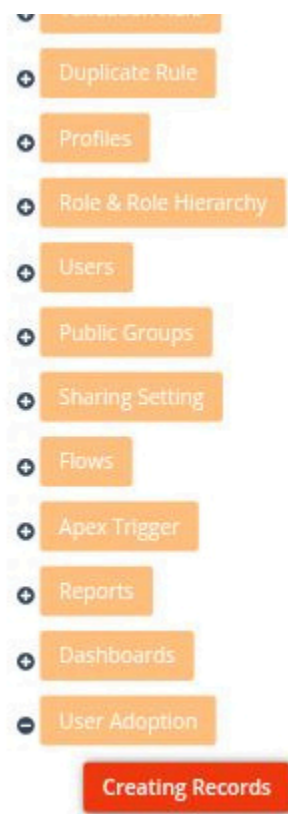 Duplicate Rule
Profiles
Role & Role Hierarchy
Users
Public Groups
Sharing Setting
Flows
Apex Trigger
Reports
Dashboards
User Adoption
Creating Records